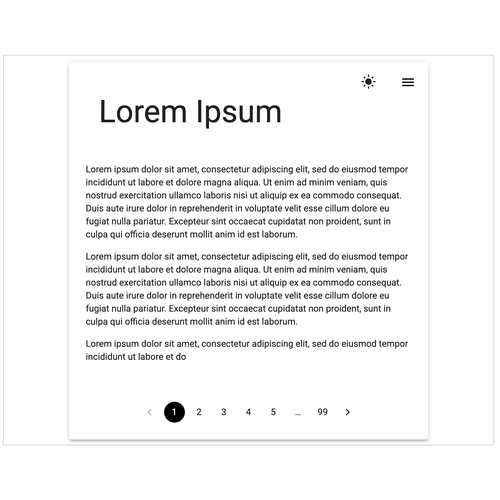 Lorem Ipsum
Lorem ipsum dolor sit amet, consectetur adipiscing elit, sed do eiusmod tempor
incididunt ut labore et dolore magna aliqua. Ut enim ad minim veniam, quis
nostrud exercitation ullamco laboris nisi ut aliquip ex ea commodo consequat.
Duis aute irure dolor in reprehenderit in voluptate velit esse cillum dolore eu
fugiat nulla pariatur. Excepteur sint occaecat cupidatat non proident, sunt in
culpa qui officia deserunt mollit anim id est laborum.
Lorem ipsum dolor sit amet, consectetur adipiscing elit, sed do eiusmod tempor
incididunt ut labore et dolore magna aliqua. Ut enim ad minim veniam, quis
nostrud exercitation ullamco laboris nisi ut aliquip ex ea commodo consequat.
Duis aute irure dolor in reprehenderit in voluptate velit esse cillum dolore eu
fugiat nulla pariatur. Excepteur sint occaecat cupidatat non proident, sunt in
culpa qui officia deserunt mollit anim id est laborum.
Lorem ipsum dolor sit amet, consectetur adipiscing elit, sed do eiusmod tempor
incididunt ut labore et do
1 2 3 4 5 ... 99